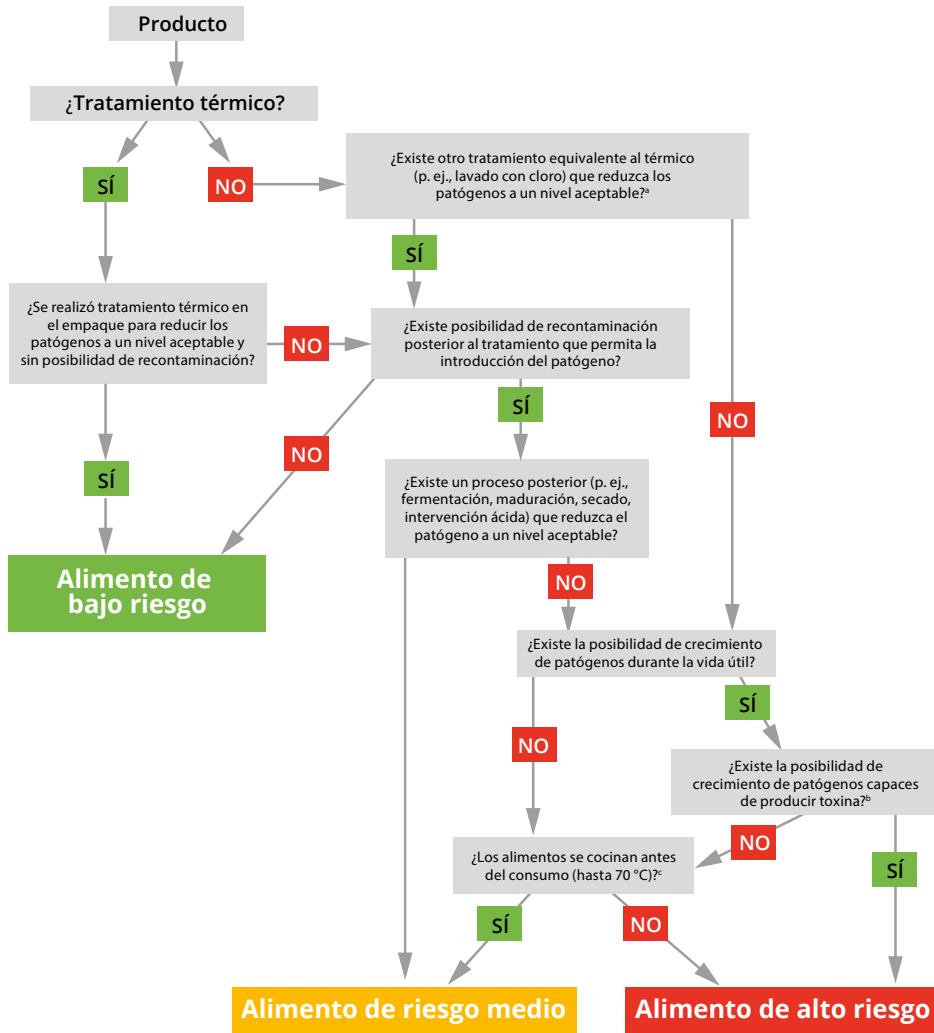 Producto
¿Tratamiento térmico?
SÍ
NO
¿Existe otro tratamiento equivalente al térmico
(p. ej., lavado con cloro) que reduzca los
patógenos a un nivel aceptable?ᵃ
SÍ
¿Se realizó tratamiento térmico en
el empaque para reducir los
patógenos a un nivel aceptable y
sin posibilidad de recontaminación?
NO
¿Existe posibilidad de recontaminación
posterior al tratamiento que permita la
introducción del patógeno?
SÍ
NO
NO
SÍ
¿Existe un proceso posterior (p. ej.,
fermentación, maduración, secado,
intervención ácida) que reduzca el
patógeno a un nivel aceptable?
Alimento de
bajo riesgo
NO
¿Existe la posibilidad de crecimiento
de patógenos durante la vida útil?
SÍ
NO
¿Existe la posibilidad de
crecimiento de patógenos capaces
de producir toxina?ᵇ
NO
¿Los alimentos se cocinan antes
del consumo (hasta 70 °C)?ᶜ
SÍ
SÍ
NO
Alimento de riesgo medio
Alimento de alto riesgo